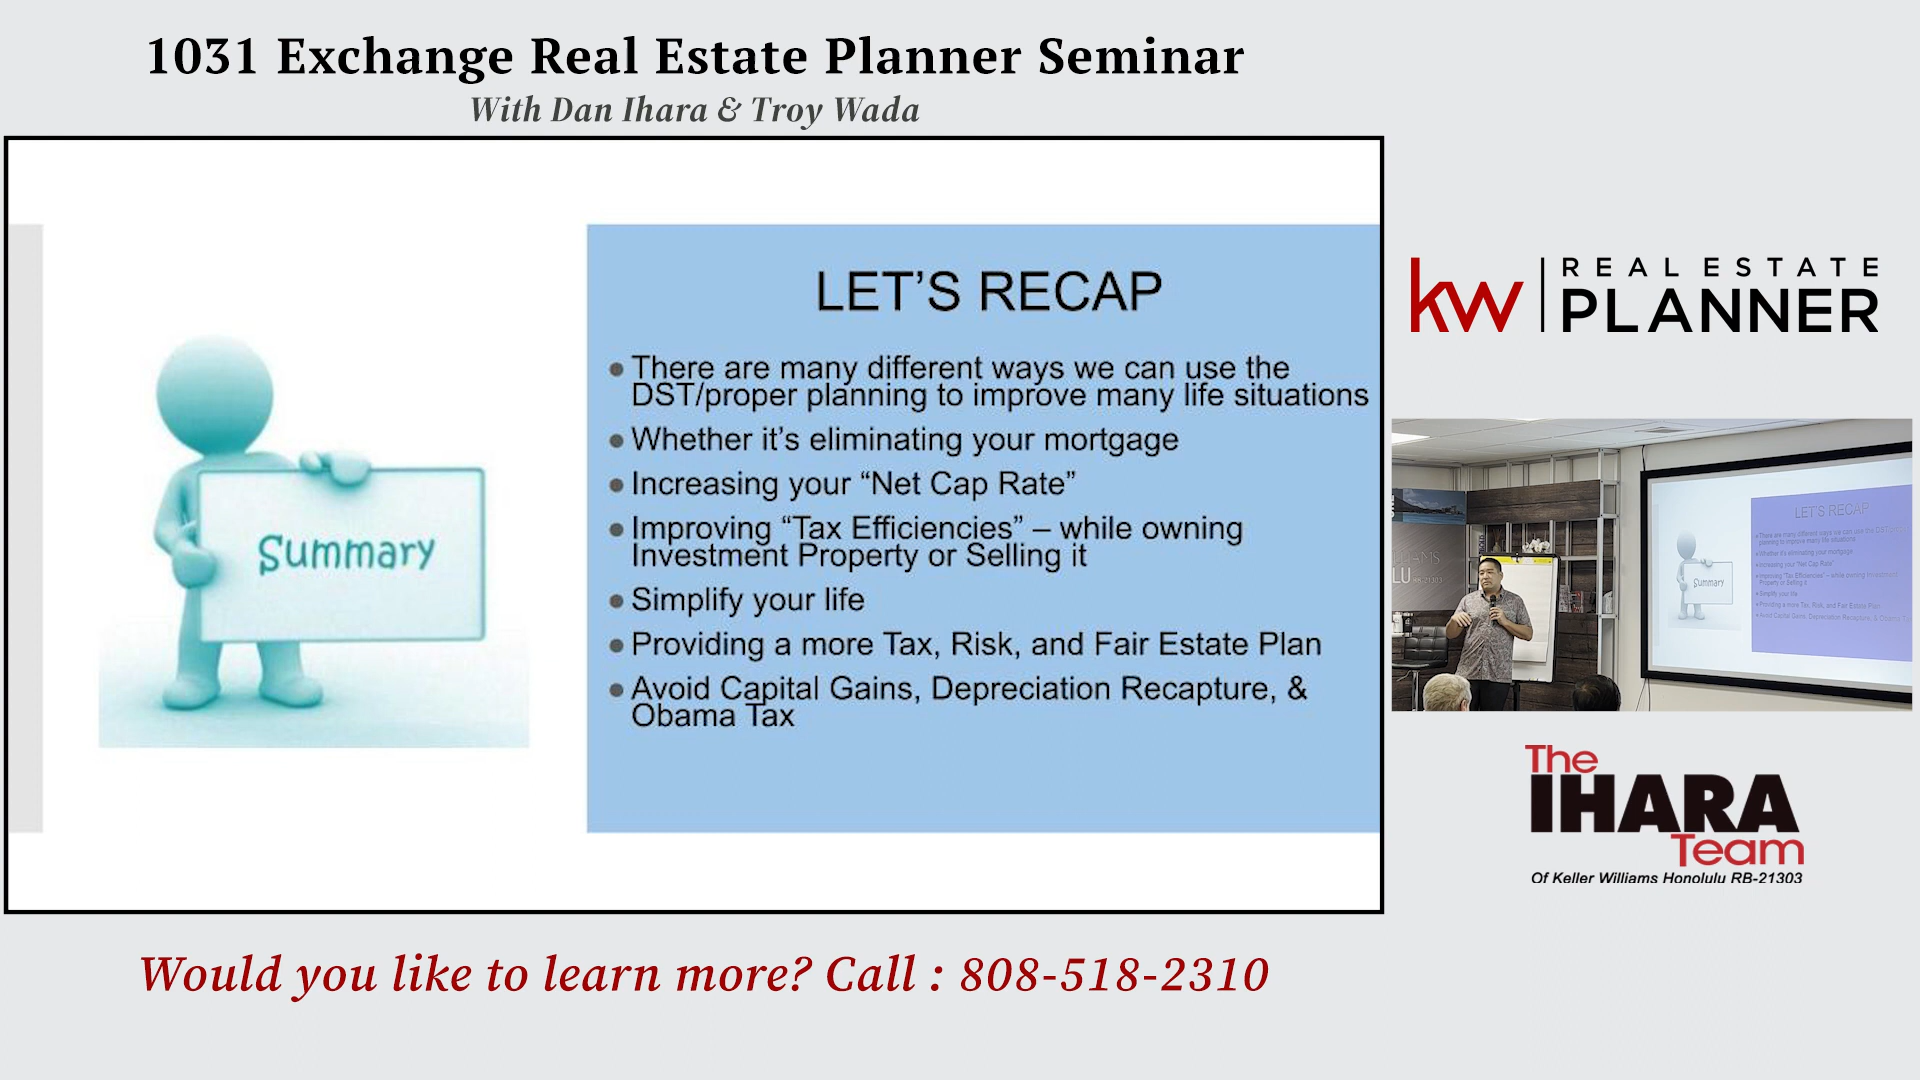 1031 Exchange Real Estate Planner Seminar
With Dan Ihara & Troy Wada
Summary
LET’S RECAP
There are many different ways we can use the
DST/proper planning to improve many life situations
Whether it’s eliminating your mortgage
Increasing your “Net Cap Rate”
Improving “Tax Efficiencies” – while owning
Investment Property or Selling it
Simplify your life
Providing a more Tax, Risk, and Fair Estate Plan
Avoid Capital Gains, Depreciation Recapture, &
Obama Tax
kw REAL ESTATE
PLANNER
LET'S RECAP
Summary
The
IHARA
Team
Of Keller Williams Honolulu RB-21303
Would you like to learn more? Call : 808-518-2310